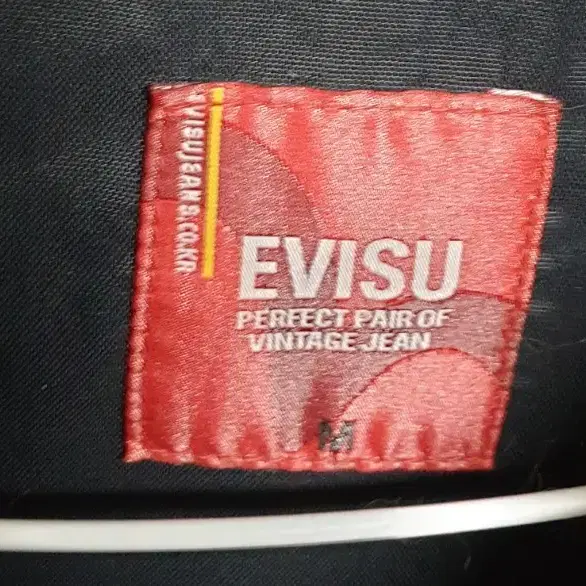 EVISUJEANS.CO.KR
EVISU
PERFECT PAIR OF
VINTAGE JEAN
M